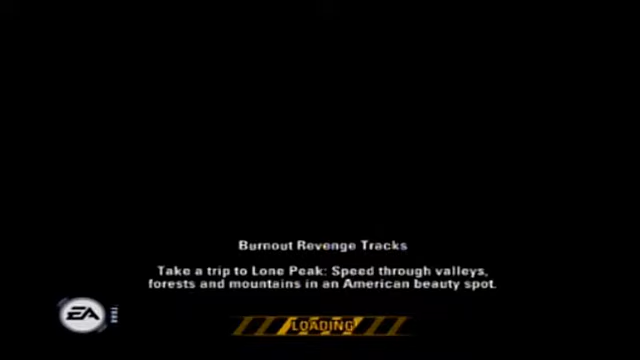 Burnout Revenge Tracks
Take a trip to Lone Peak: Speed through valleys,
forests and mountains in an American beauty spot.
EA
LOADING